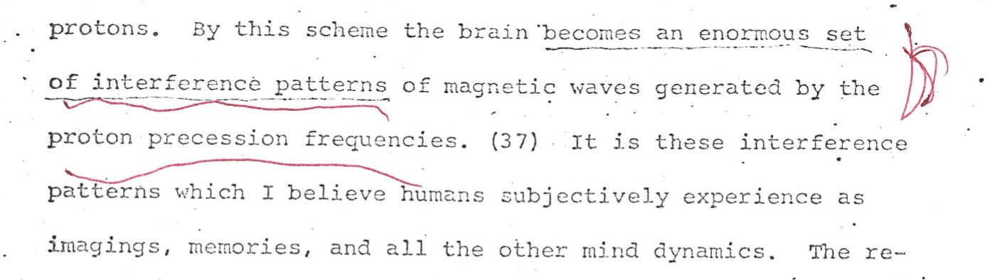 protons. By this scheme the brain becomes an enormous set
of interference patterns of magnetic waves generated by the
proton precession frequencies. (37) It is these interference
patterns which I believe humans subjectively experience as
imagings, memories, and all the other mind dynamics. The re-